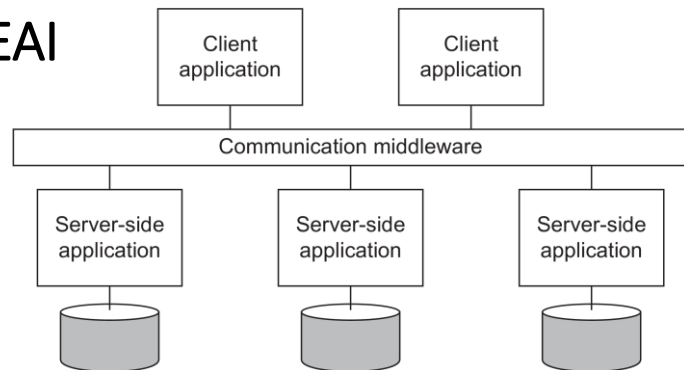 EAI
Client
application
Client
application
Communication middleware
Server-side
application
Server-side
application
Server-side
application